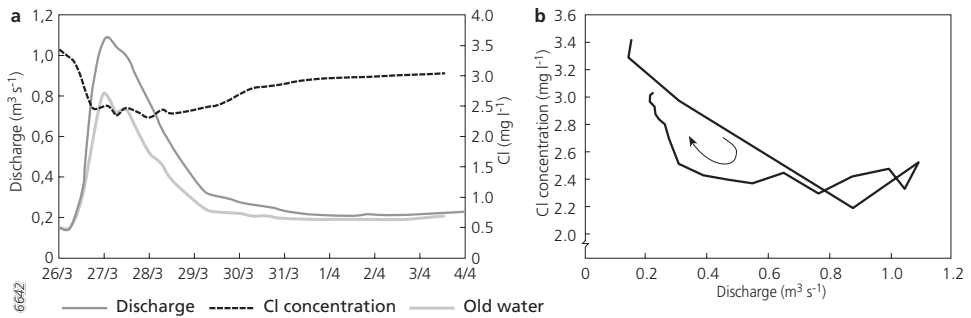 a
1,2
1,0
0,8
0,6
0,4
0,2
0
Discharge (m³ s⁻¹)
4.0
3.5
3.0
2.5
2.0
1.5
1.0
0.5
0
Cl (mg l⁻¹)
26/3 27/3 28/3 29/3 30/3 31/3 1/4 2/4 3/4 4/4
Discharge Cl concentration Old water
6642
b
3.6
3.4
3.2
3.0
2.8
2.6
2.4
2.2
2.0
Cl concentration (mg l⁻¹)
0 0.2 0.4 0.6 0.8 1.0 1.2
Discharge (m³ s⁻¹)